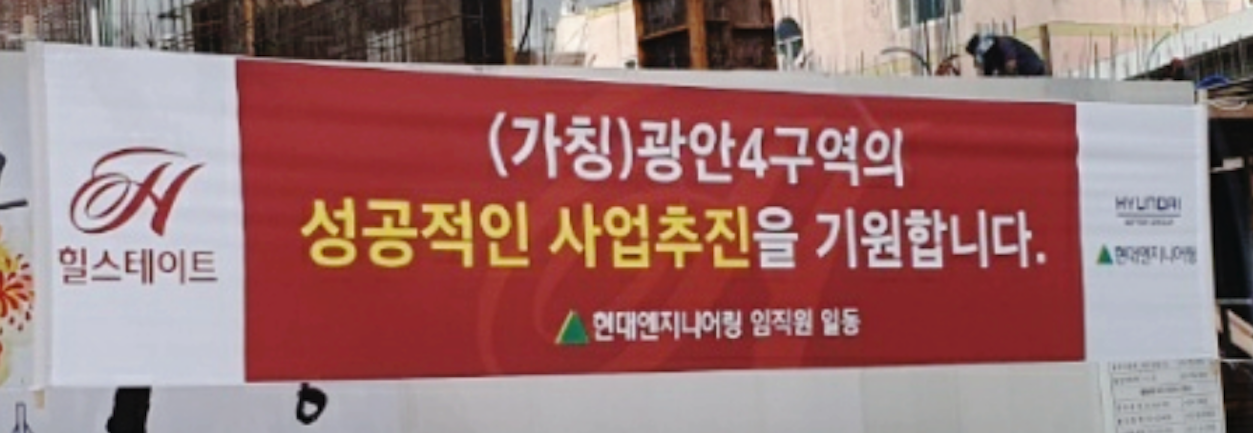 힐스테이트
(가칭)광안4구역의
성공적인 사업추진을 기원합니다.
현대엔지니어링 임직원 일동
HYUNDAI
현대엔지니어링